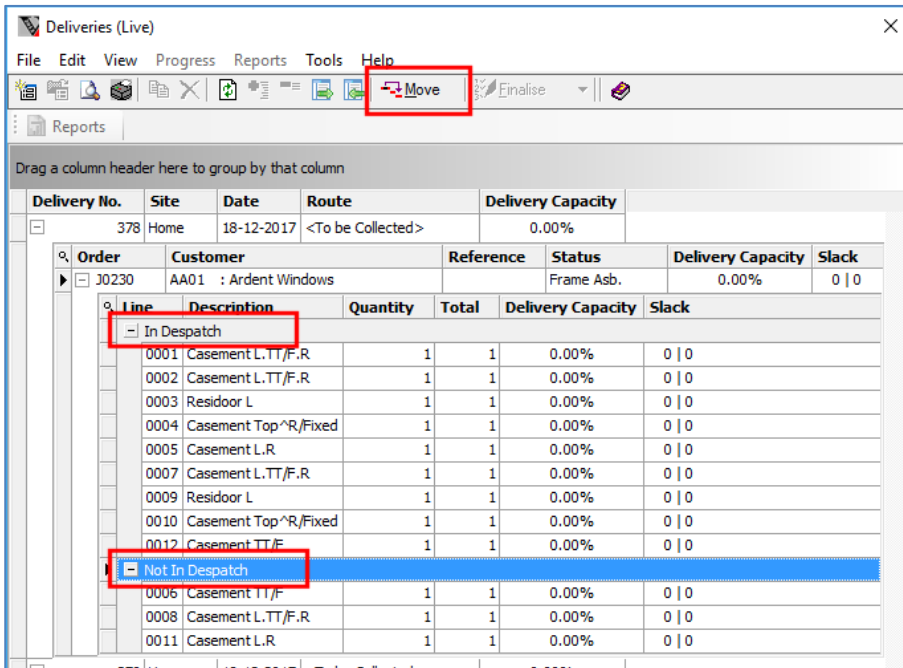 Deliveries (Live)
File Edit View Progress Reports Tools Help
Move Finalise
Reports
Drag a column header here to group by that column
Delivery No. Site Date Route Delivery Capacity
378 Home 18-12-2017 <To be Collected> 0.00%
Order Customer Reference Status Delivery Capacity Slack
J0230 AA01 : Ardent Windows Frame Asb. 0.00% 0 | 0
Line Description Quantity Total Delivery Capacity Slack
In Despatch
0001 Casement L.TT/F.R 1 1 0.00% 0 | 0
0002 Casement L.TT/F.R 1 1 0.00% 0 | 0
0003 Residoor L 1 1 0.00% 0 | 0
0004 Casement Top^R/Fixed 1 1 0.00% 0 | 0
0005 Casement L.R 1 1 0.00% 0 | 0
0007 Casement L.TT/F.R 1 1 0.00% 0 | 0
0009 Residoor L 1 1 0.00% 0 | 0
0010 Casement Top^R/Fixed 1 1 0.00% 0 | 0
0012 Casement TT/F 1 1 0.00% 0 | 0
Not In Despatch
0006 Casement TT/F 1 1 0.00% 0 | 0
0008 Casement L.TT/F.R 1 1 0.00% 0 | 0
0011 Casement L.R 1 1 0.00% 0 | 0